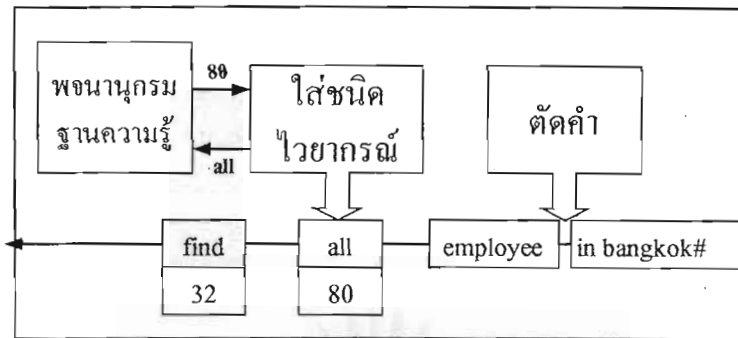 พจนานุกรม
ฐานความรู้
80
all
ใส่ชนิด
ไวยากรณ์
ตัดคำ
find
all
employee
in bangkok#
32
80